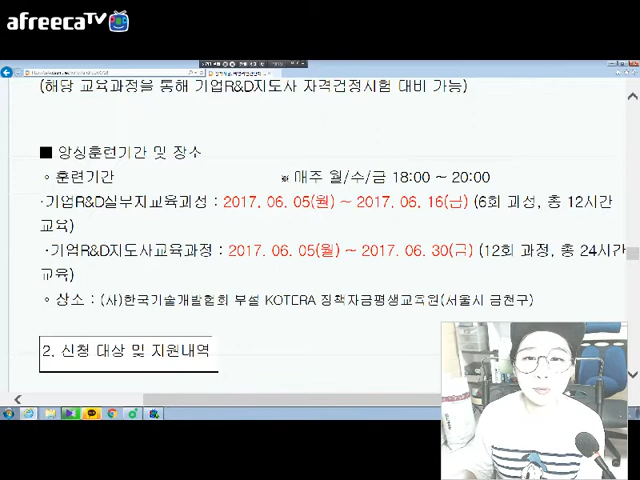 afreecaTV
(해당 교육과정을 통해 기업R&D지도사 자격검정시험 대비 가능)
■ 양성훈련기간 및 장소
◦ 훈련기간 ※ 매주 월/수/금 18:00 ~ 20:00
·기업R&D실무자교육과정 : 2017. 06. 05(월) ~ 2017. 06. 16(금) (6회 과정, 총 12시간
교육)
·기업R&D지도사교육과정 : 2017. 06. 05(월) ~ 2017. 06. 30(금) (12회 과정, 총 24시간
교육)
◦ 장소 : (사)한국기술개발협회 부설 KOTERA 정책자금평생교육원(서울시 금천구)
2. 신청 대상 및 지원내역